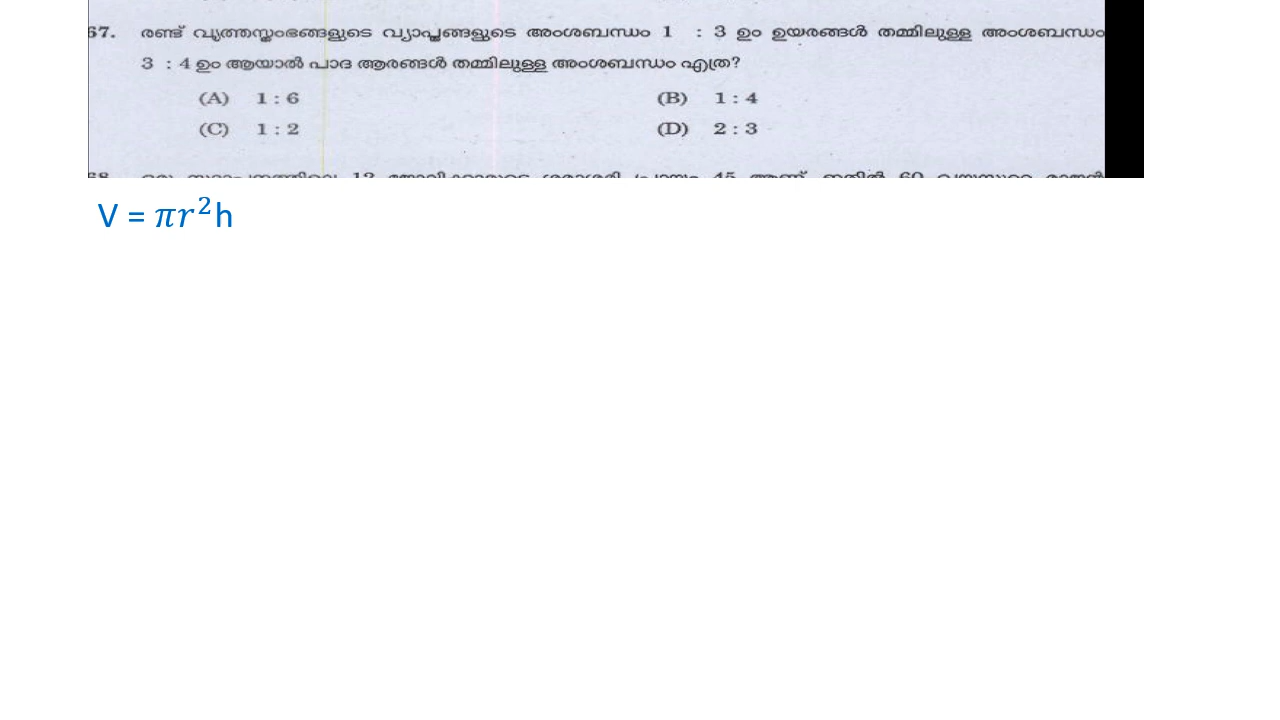 67. രണ്ട് വൃത്തസ്തംഭങ്ങളുടെ വ്യാപ്തങ്ങളുടെ അംശബന്ധം 1 : 3 ഉം ഉയരങ്ങൾ തമ്മിലുള്ള അംശബന്ധം
3 : 4 ഉം ആയാൽ പാദ ആരങ്ങൾ തമ്മിലുള്ള അംശബന്ധം എത്ര?
(A) 1 : 6 (B) 1 : 4
(C) 1 : 2 (D) 2 : 3
V = πr²h